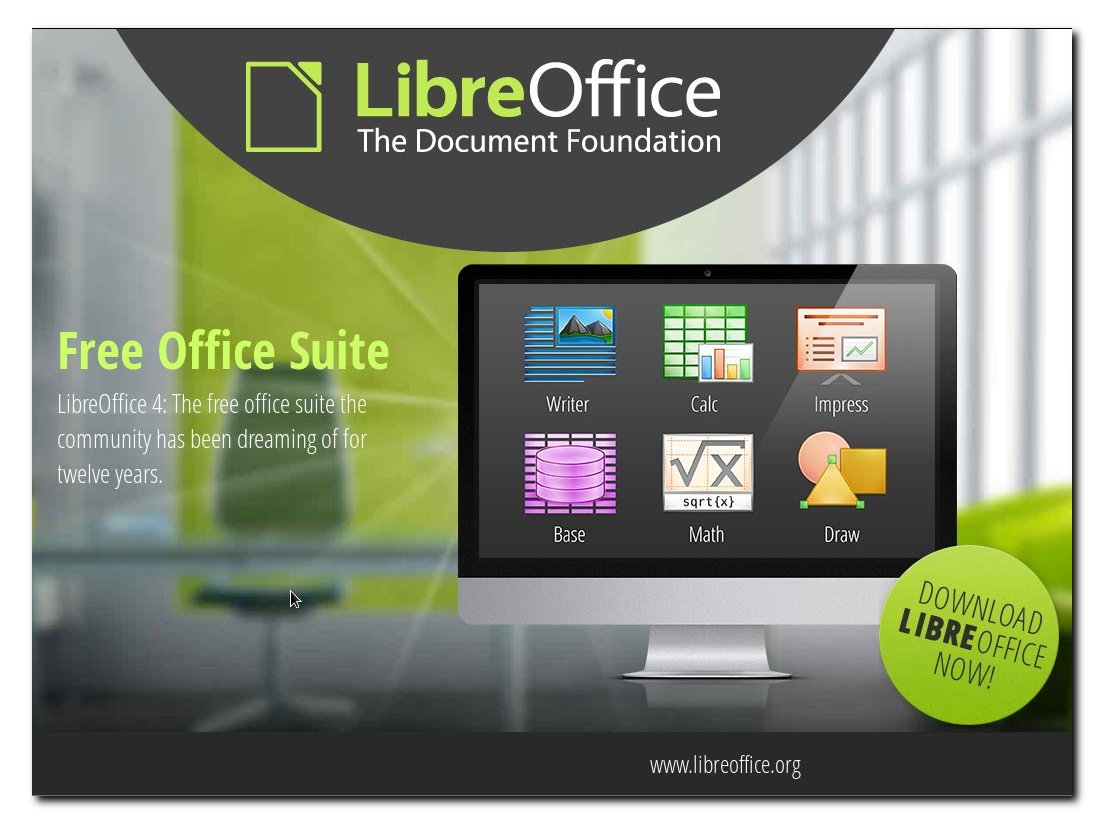 LibreOffice
The Document Foundation
Free Office Suite
LibreOffice 4: The free office suite the
community has been dreaming of for
twelve years.
Writer
Calc
Impress
Base
√x
sqrt{x}
Math
Draw
DOWNLOAD
LIBREOFFICE
NOW!
www.libreoffice.org